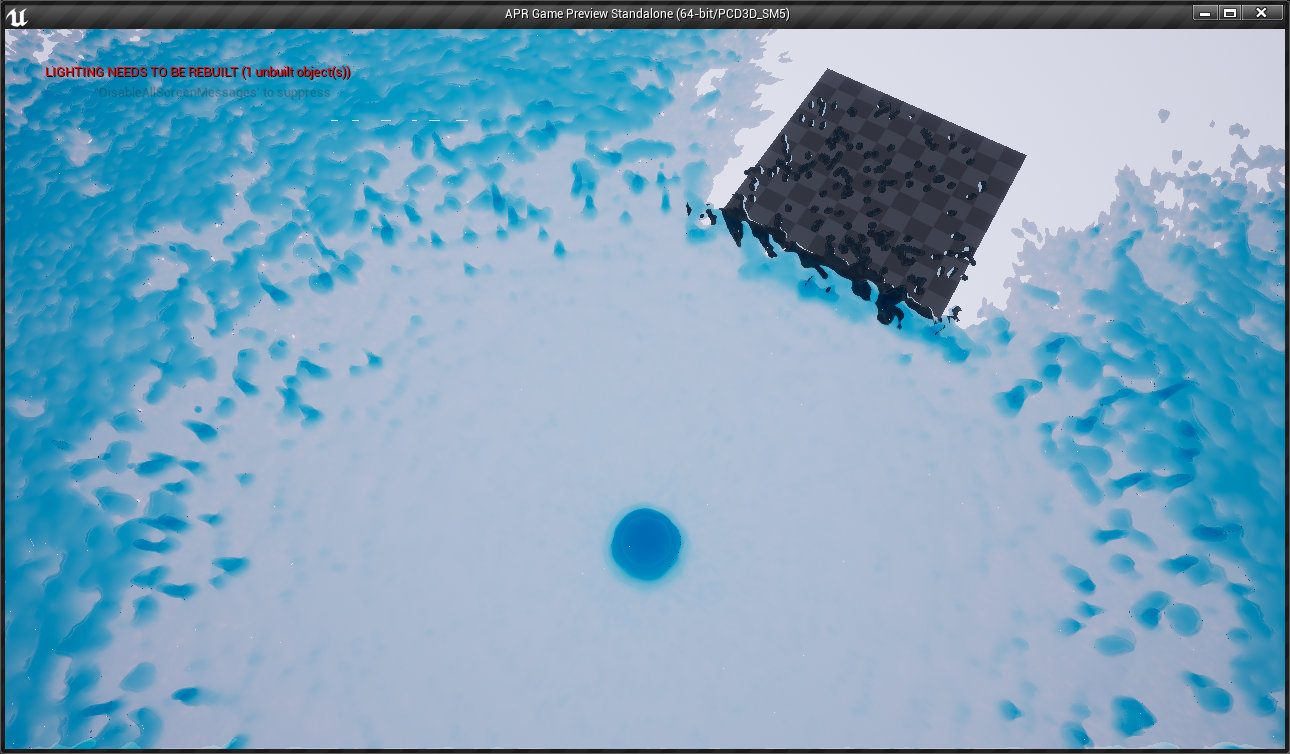 APR Game Preview Standalone (64-bit/PCD3D_SM5)
LIGHTING NEEDS TO BE REBUILT (1 unbuilt object(s))
'DisableAllScreenMessages' to suppress